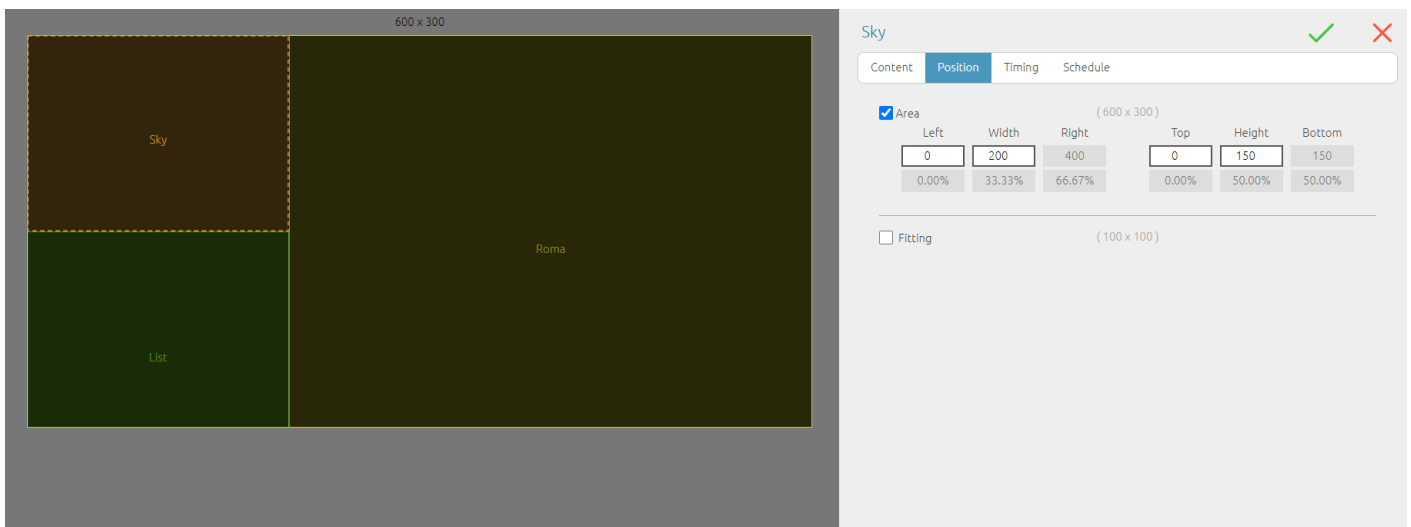 600 x 300
Sky
List
Roma
Sky
Content Position Timing Schedule
Area ( 600 x 300 )
Left Width Right Top Height Bottom
0 200 400 0 150 150
0.00% 33.33% 66.67% 0.00% 50.00% 50.00%
Fitting ( 100 x 100 )